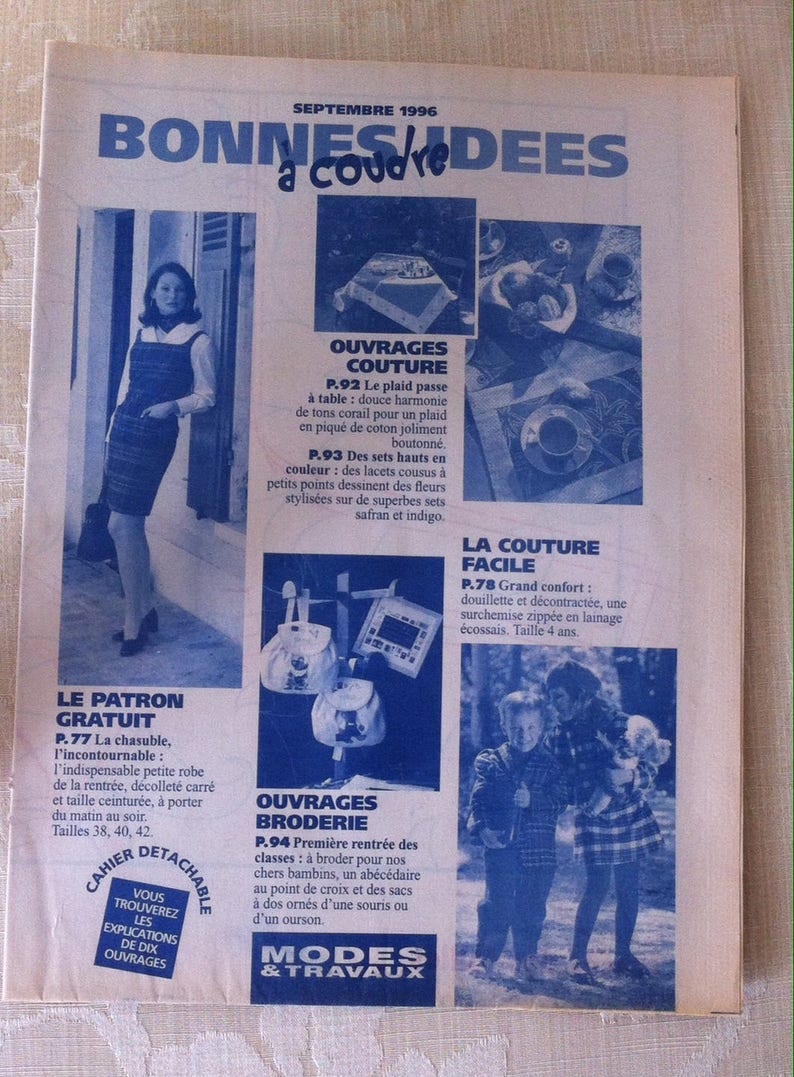 SEPTEMBRE 1996
BONNES IDEES
à coudre
OUVRAGES
COUTURE
P.92 Le plaid passe
à table : douce harmonie
de tons corail pour un plaid
en piqué de coton joliment
boutonné.
P.93 Des sets hauts en
couleur : des lacets cousus à
petits points dessinent des fleurs
stylisées sur de superbes sets
safran et indigo.
LA COUTURE
FACILE
P.78 Grand confort :
douillette et décontractée, une
surchemise zippée en lainage
écossais. Taille 4 ans.
LE PATRON
GRATUIT
P.77 La chasuble,
l'incontournable :
l'indispensable petite robe
de la rentrée, décolleté carré
et taille ceinturée, à porter
du matin au soir.
Tailles 38, 40, 42.
CAHIER DETACHABLE
VOUS
TROUVEREZ
LES
EXPLICATIONS
DE DIX
OUVRAGES
OUVRAGES
BRODERIE
P.94 Première rentrée des
classes : à broder pour nos
chers bambins, un abécédaire
au point de croix et des sacs
à dos ornés d'une souris ou
d'un ourson.
MODES
& TRAVAUX